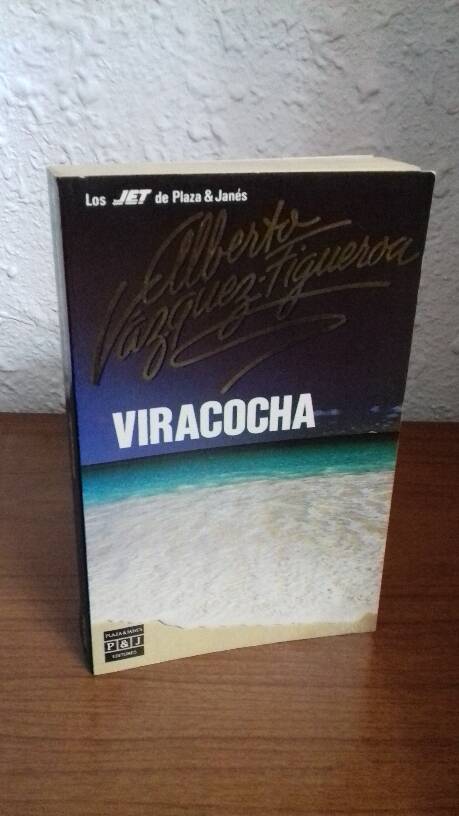 Los JET de Plaza & Janés
Alberto
Vázquez-Figueroa
VIRACOCHA
PLAZA & JANES
P&J
EDITORES